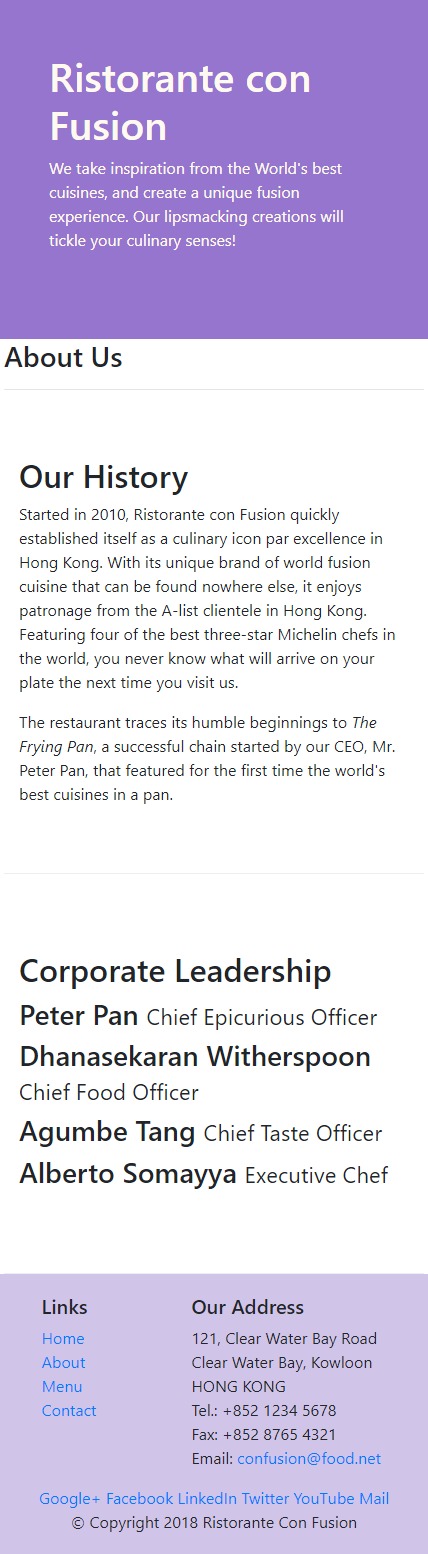 Ristorante con
Fusion
We take inspiration from the World's best
cuisines, and create a unique fusion
experience. Our lipsmacking creations will
tickle your culinary senses!
About Us
Our History
Started in 2010, Ristorante con Fusion quickly
established itself as a culinary icon par excellence in
Hong Kong. With its unique brand of world fusion
cuisine that can be found nowhere else, it enjoys
patronage from the A-list clientele in Hong Kong.
Featuring four of the best three-star Michelin chefs in
the world, you never know what will arrive on your
plate the next time you visit us.
The restaurant traces its humble beginnings to The
Frying Pan, a successful chain started by our CEO, Mr.
Peter Pan, that featured for the first time the world's
best cuisines in a pan.
Corporate Leadership
Peter Pan Chief Epicurious Officer
Dhanasekaran Witherspoon
Chief Food Officer
Agumbe Tang Chief Taste Officer
Alberto Somayya Executive Chef
Links
Home
About
Menu
Contact
Our Address
121, Clear Water Bay Road
Clear Water Bay, Kowloon
HONG KONG
Tel.: +852 1234 5678
Fax: +852 8765 4321
Email: confusion@food.net
Google+ Facebook LinkedIn Twitter YouTube Mail
© Copyright 2018 Ristorante Con Fusion